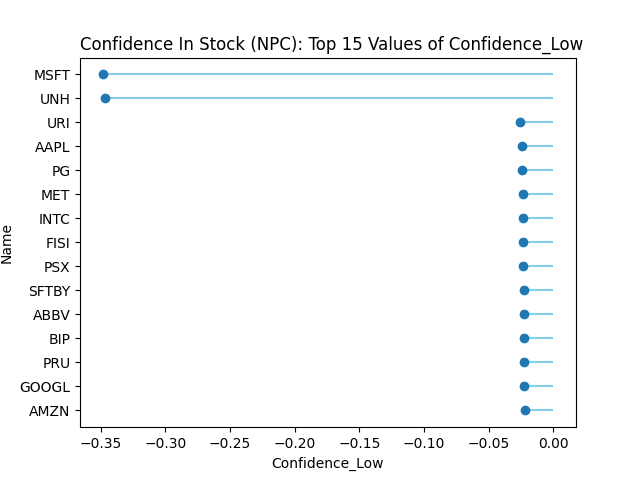 Confidence In Stock (NPC): Top 15 Values of Confidence_Low
MSFT
UNH
URI
AAPL
PG
MET
INTC
FISI
PSX
SFTBY
ABBV
BIP
PRU
GOOGL
AMZN
Name
−0.35 −0.30 −0.25 −0.20 −0.15 −0.10 −0.05 0.00
Confidence_Low